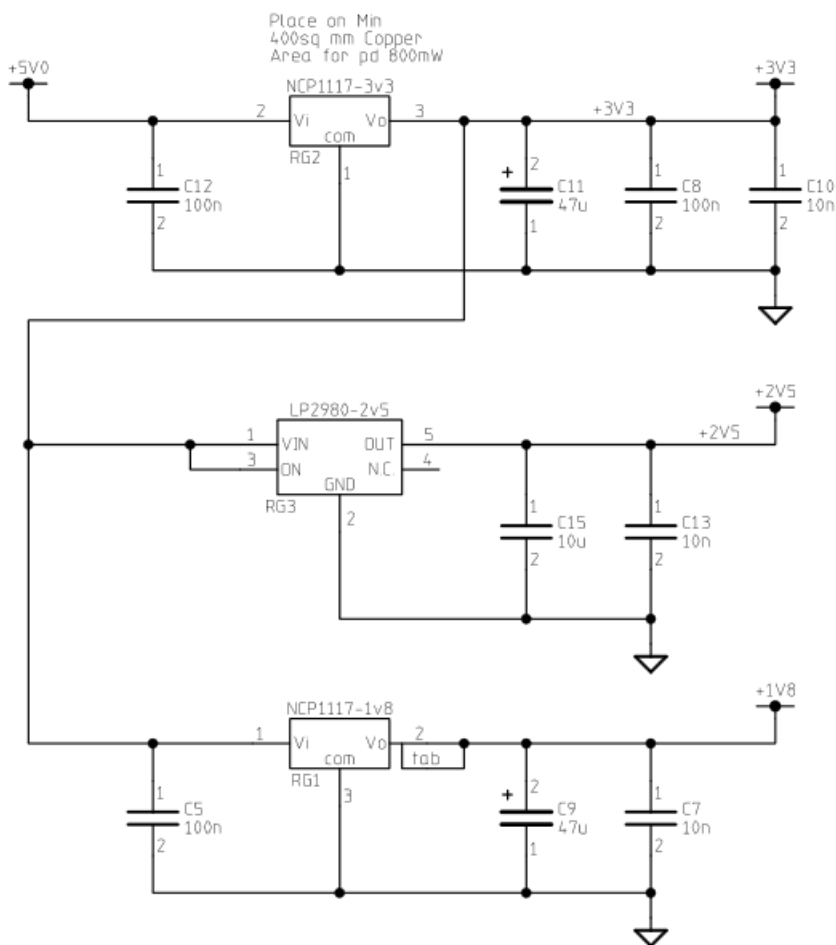 Place on Min
400sq mm Copper
Area for pd 800mW
+5V0
+3V3
NCP1117-3v3
2 Vi Vo 3
+3V3
com
RG2
1
1 C12
100n
2
+ 2 C11
47u
1
1 C8
100n
2
1 C10
10n
2
+2V5
LP2980-2v5
1 VIN OUT 5
+2V5
3 ON N.C. 4
GND
RG3
2
1 C15
10u
2
1 C13
10n
2
+1V8
NCP1117-1v8
1 Vi Vo 2
com tab
RG1
3
1 C5
100n
2
+ 2 C9
47u
1
1 C7
10n
2